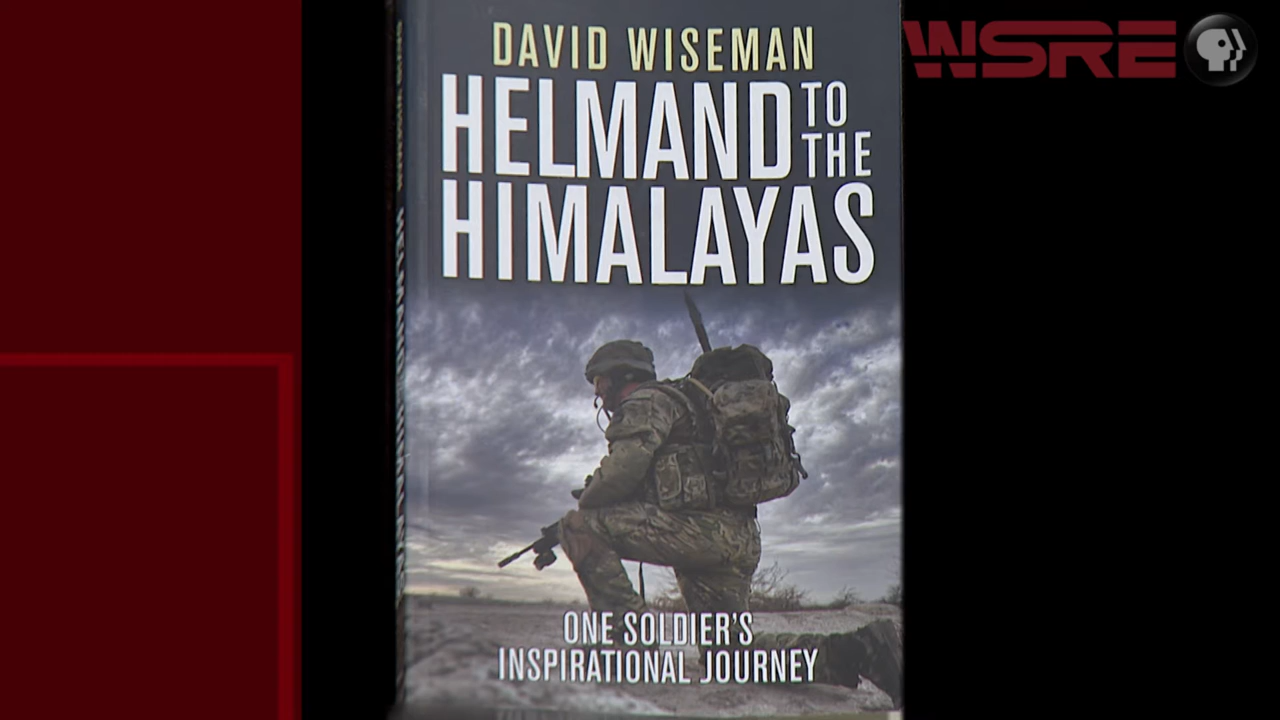 WSRE
DAVID WISEMAN
HELMAND TO THE
HIMALAYAS
ONE SOLDIER'S
INSPIRATIONAL JOURNEY